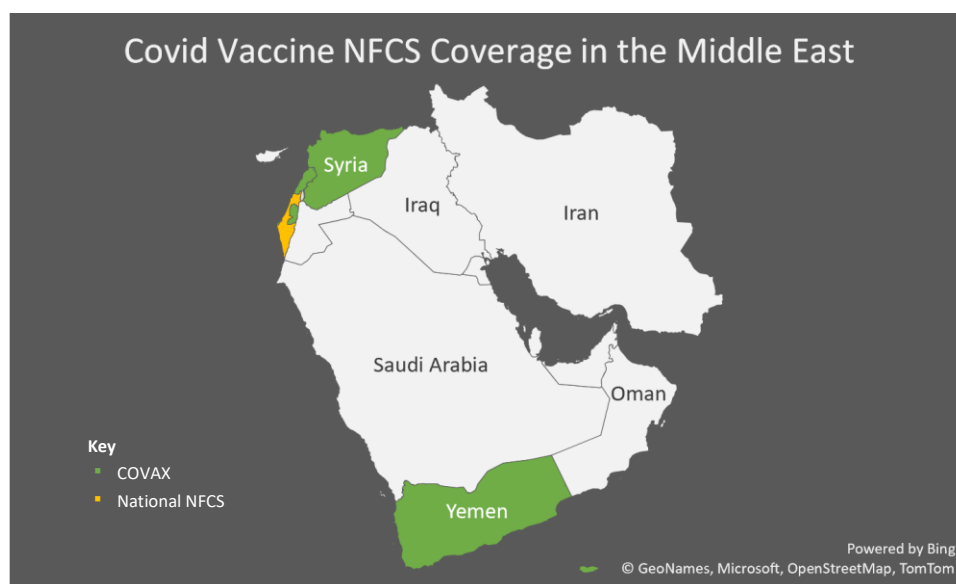 Covid Vaccine NFCS Coverage in the Middle East
Syria
Iraq
Iran
Saudi Arabia
Oman
Key
COVAX
National NFCS
Yemen
Powered by Bing
© GeoNames, Microsoft, OpenStreetMap, TomTom